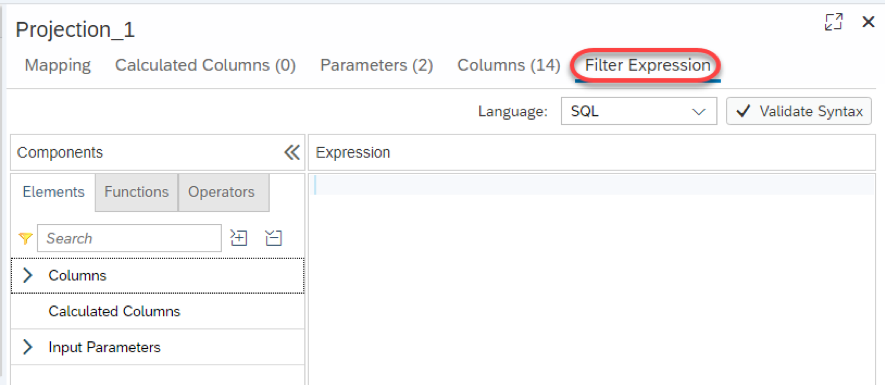 Projection_1
Mapping Calculated Columns (0) Parameters (2) Columns (14) Filter Expression
Language: SQL Validate Syntax
Components Expression
Elements Functions Operators
Search
Columns
Calculated Columns
Input Parameters